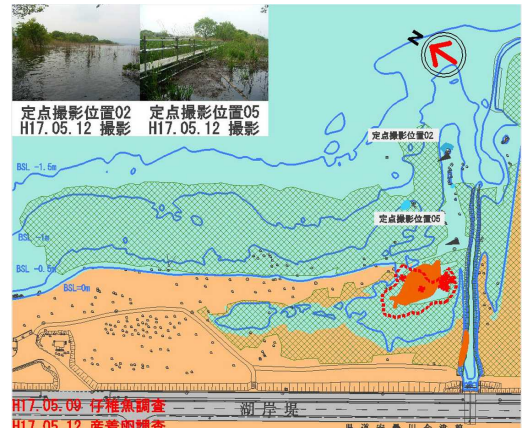 定点撮影位置02
H17.05.12 撮影
定点撮影位置05
H17.05.12 撮影
N
定点撮影位置02
BSL -1.5m
定点撮影位置05
BSL -1m
BSL -0.5m
BSL=0m
H17.05.09 仔稚魚調査
湖岸堤
H17.05.12 産着卵調査